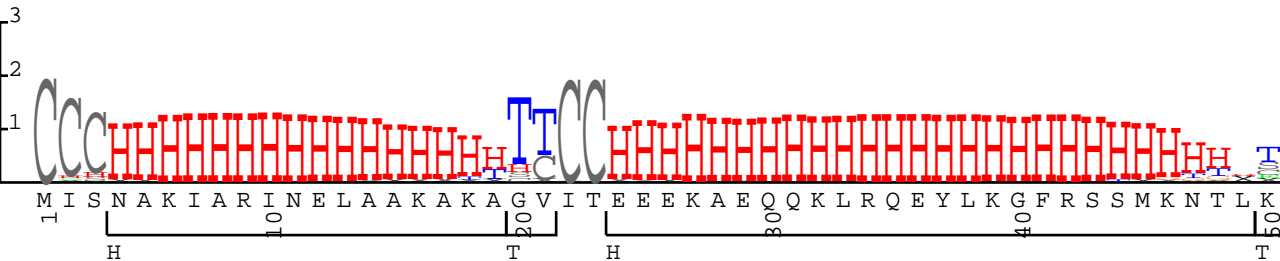 3
2
1
C C C H H H H H H H H H H H H H H H H T T C C H H H H H H H H H H H H H H H H H H H H H H H H H T
M I S N A K I A R I N E L A A K A K A G V I T E E E K A E Q Q K L R Q E Y L K G F R S S M K N T L K
1 10 20 30 40 50
H T H T